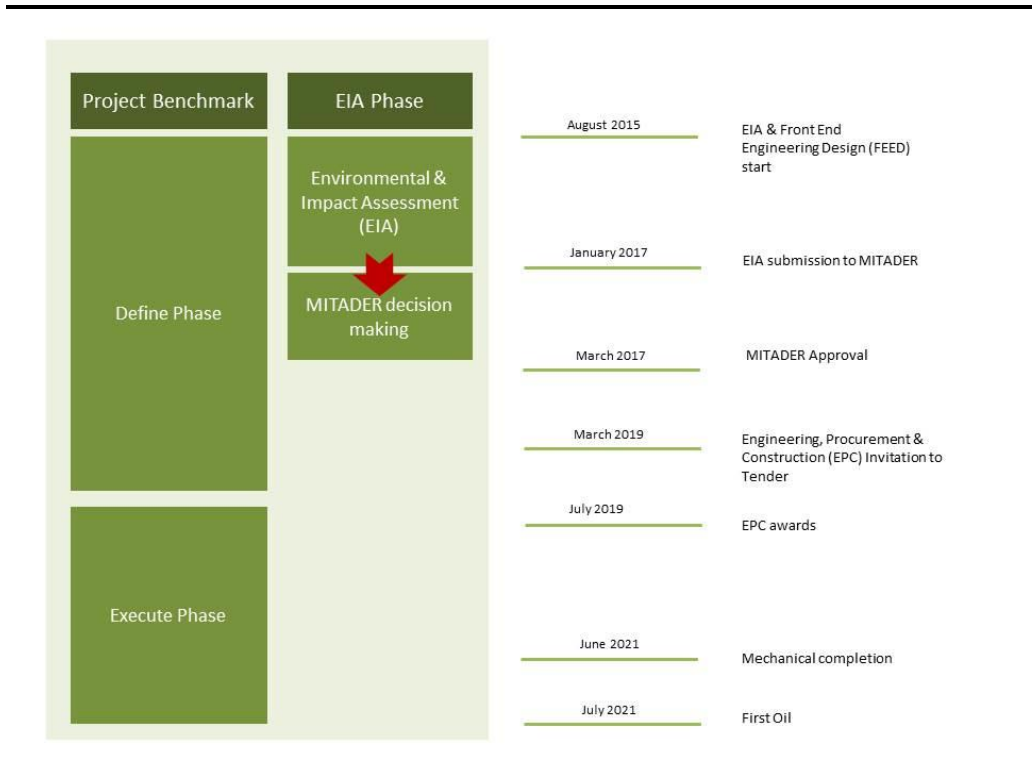 Project Benchmark
EIA Phase
Define Phase
Environmental &
Impact Assessment
(EIA)
MITADER decision
making
Execute Phase
August 2015
EIA & Front End
Engineering Design (FEED)
start
January 2017
EIA submission to MITADER
March 2017
MITADER Approval
March 2019
Engineering, Procurement &
Construction (EPC) Invitation to
Tender
July 2019
EPC awards
June 2021
Mechanical completion
July 2021
First Oil